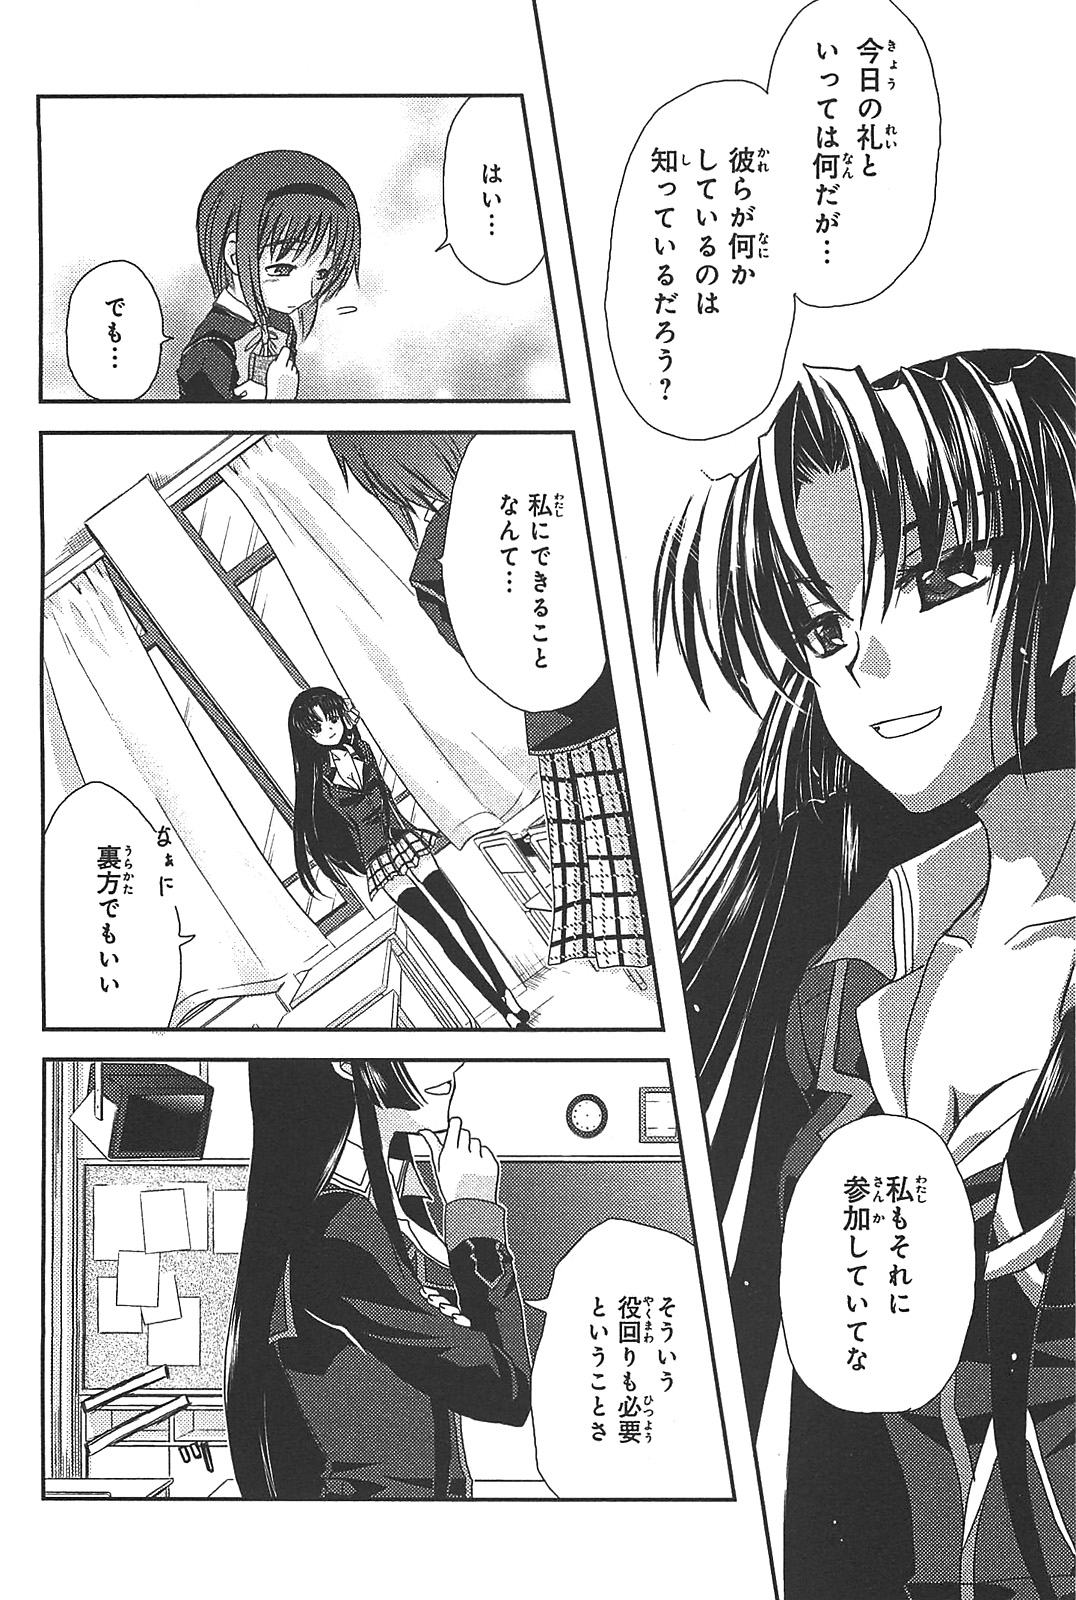 今日の礼と
いっては何だが…
彼らが何か
しているのは
知っているだろう？
私もそれに
参加していてな
はい…
でも…
私にできること
なんて…
なぁに
裏方でもいい
そういう
役回りも必要
ということさ